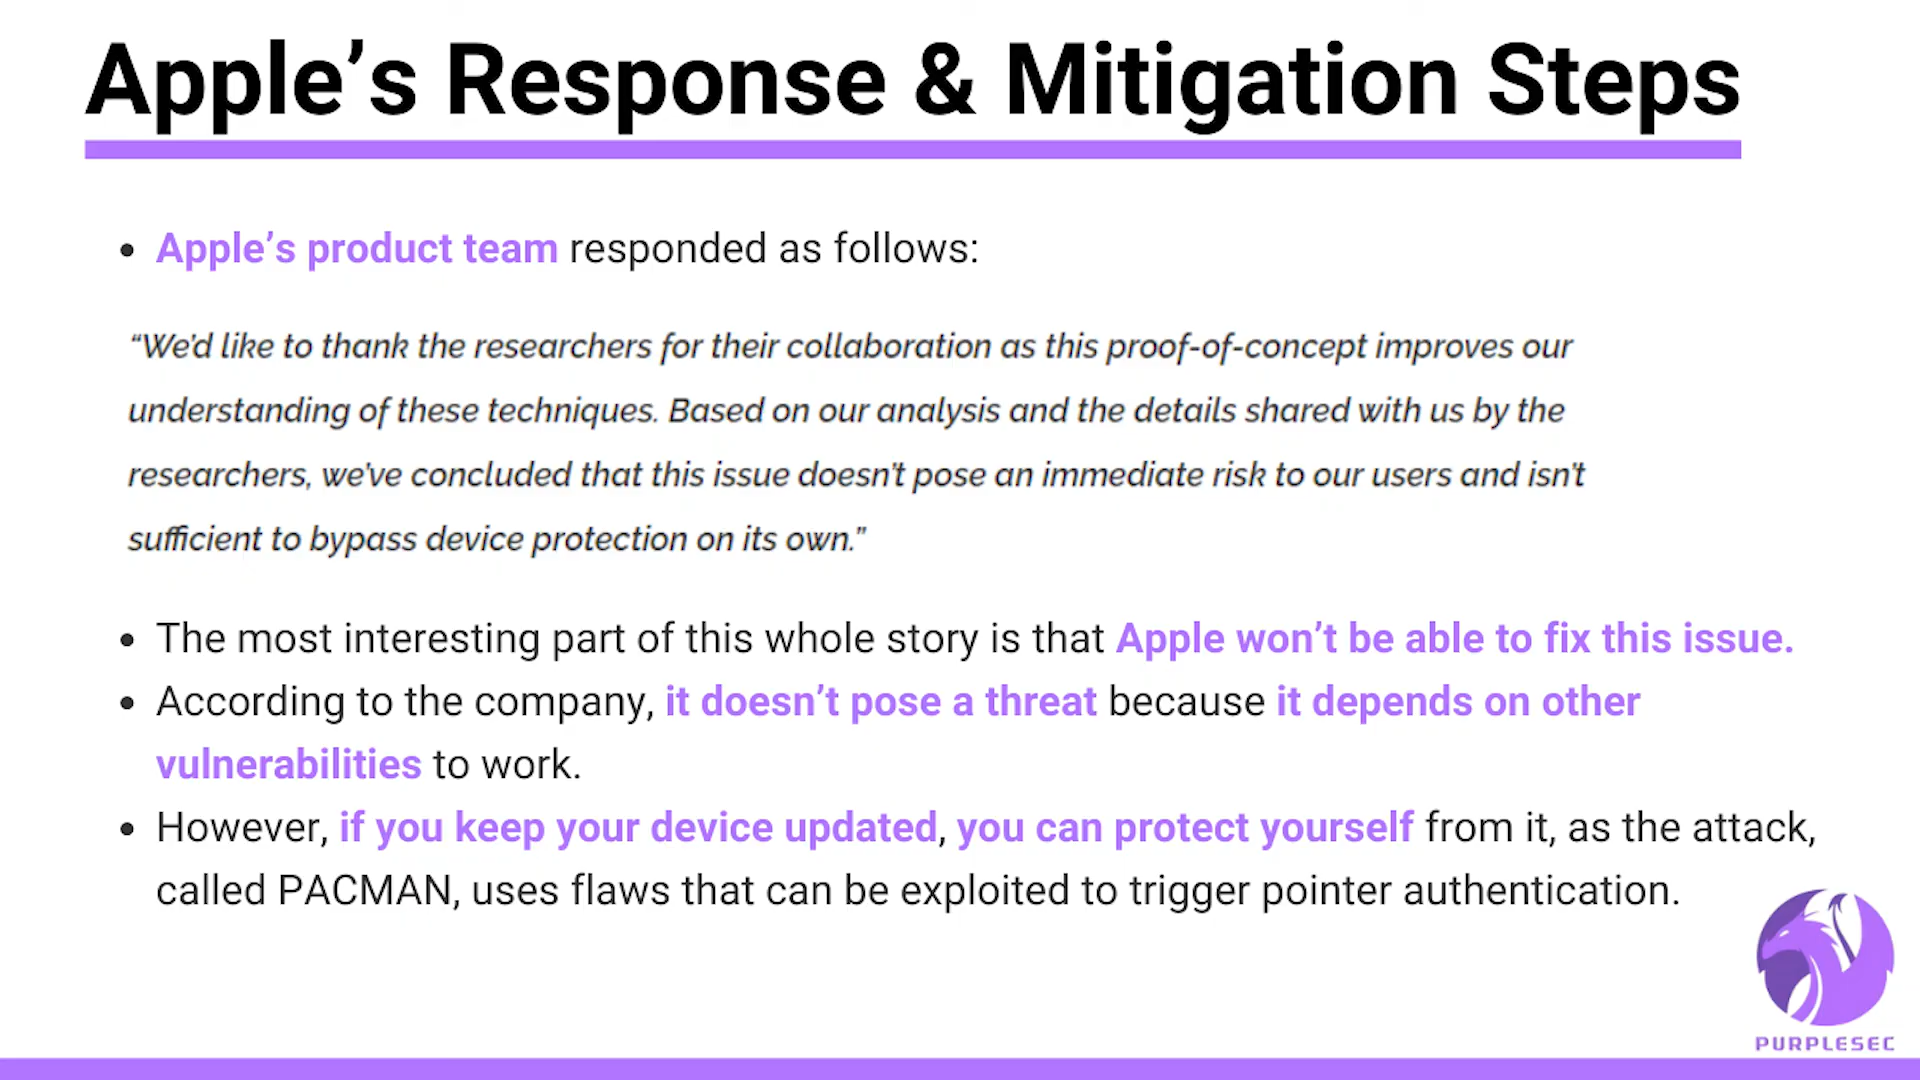 Apple’s Response & Mitigation Steps
• Apple’s product team responded as follows:
“We’d like to thank the researchers for their collaboration as this proof-of-concept improves our
understanding of these techniques. Based on our analysis and the details shared with us by the
researchers, we’ve concluded that this issue doesn’t pose an immediate risk to our users and isn’t
sufficient to bypass device protection on its own.”
• The most interesting part of this whole story is that Apple won’t be able to fix this issue.
• According to the company, it doesn’t pose a threat because it depends on other
vulnerabilities to work.
• However, if you keep your device updated, you can protect yourself from it, as the attack,
called PACMAN, uses flaws that can be exploited to trigger pointer authentication.
PURPLESEC